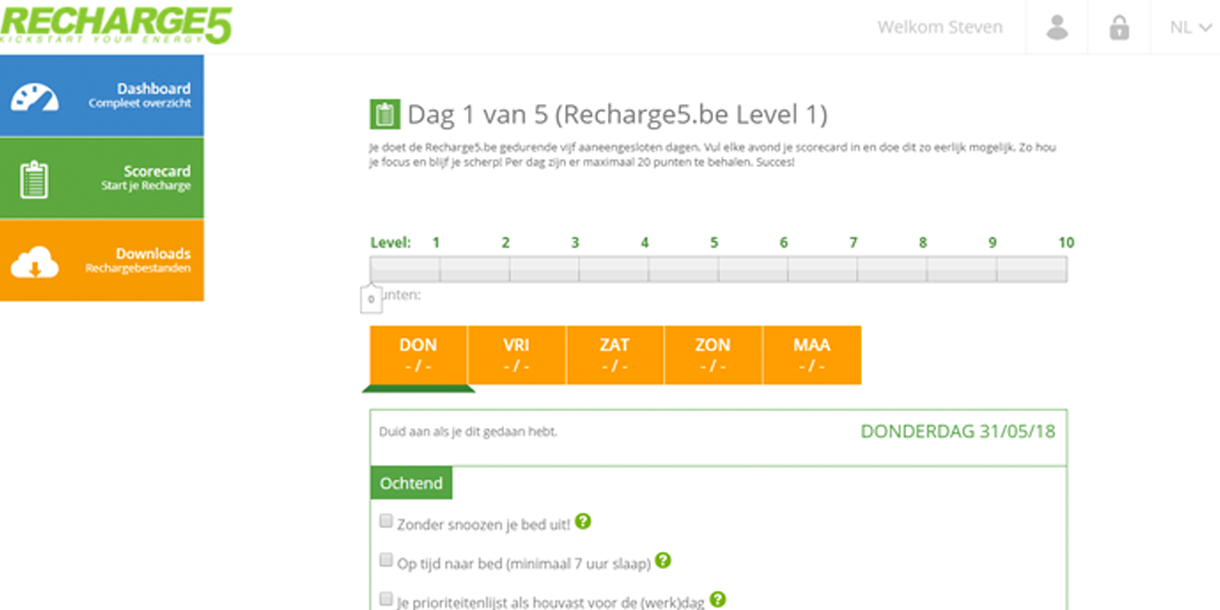 RECHARGE5
KICKSTART YOUR ENERGY
Welkom Steven
NL
Dashboard
Compleet overzicht
Scorecard
Start je Recharge
Downloads
Rechargebestanden
Dag 1 van 5 (Recharge5.be Level 1)
Je doet de Recharge5.be gedurende vijf aaneengesloten dagen. Vul elke avond je scorecard in en doe dit zo eerlijk mogelijk. Zo hou
je focus en blijf je scherp! Per dag zijn er maximaal 20 punten te behalen. Succes!
Level: 1 2 3 4 5 6 7 8 9 10
0 unten:
DON VRI ZAT ZON MAA
- / - - / - - / - - / - - / -
Duid aan als je dit gedaan hebt.
DONDERDAG 31/05/18
Ochtend
Zonder snoozen je bed uit! ?
Op tijd naar bed (minimaal 7 uur slaap) ?
Je prioriteitenlijst als houvast voor de (werk)dag ?